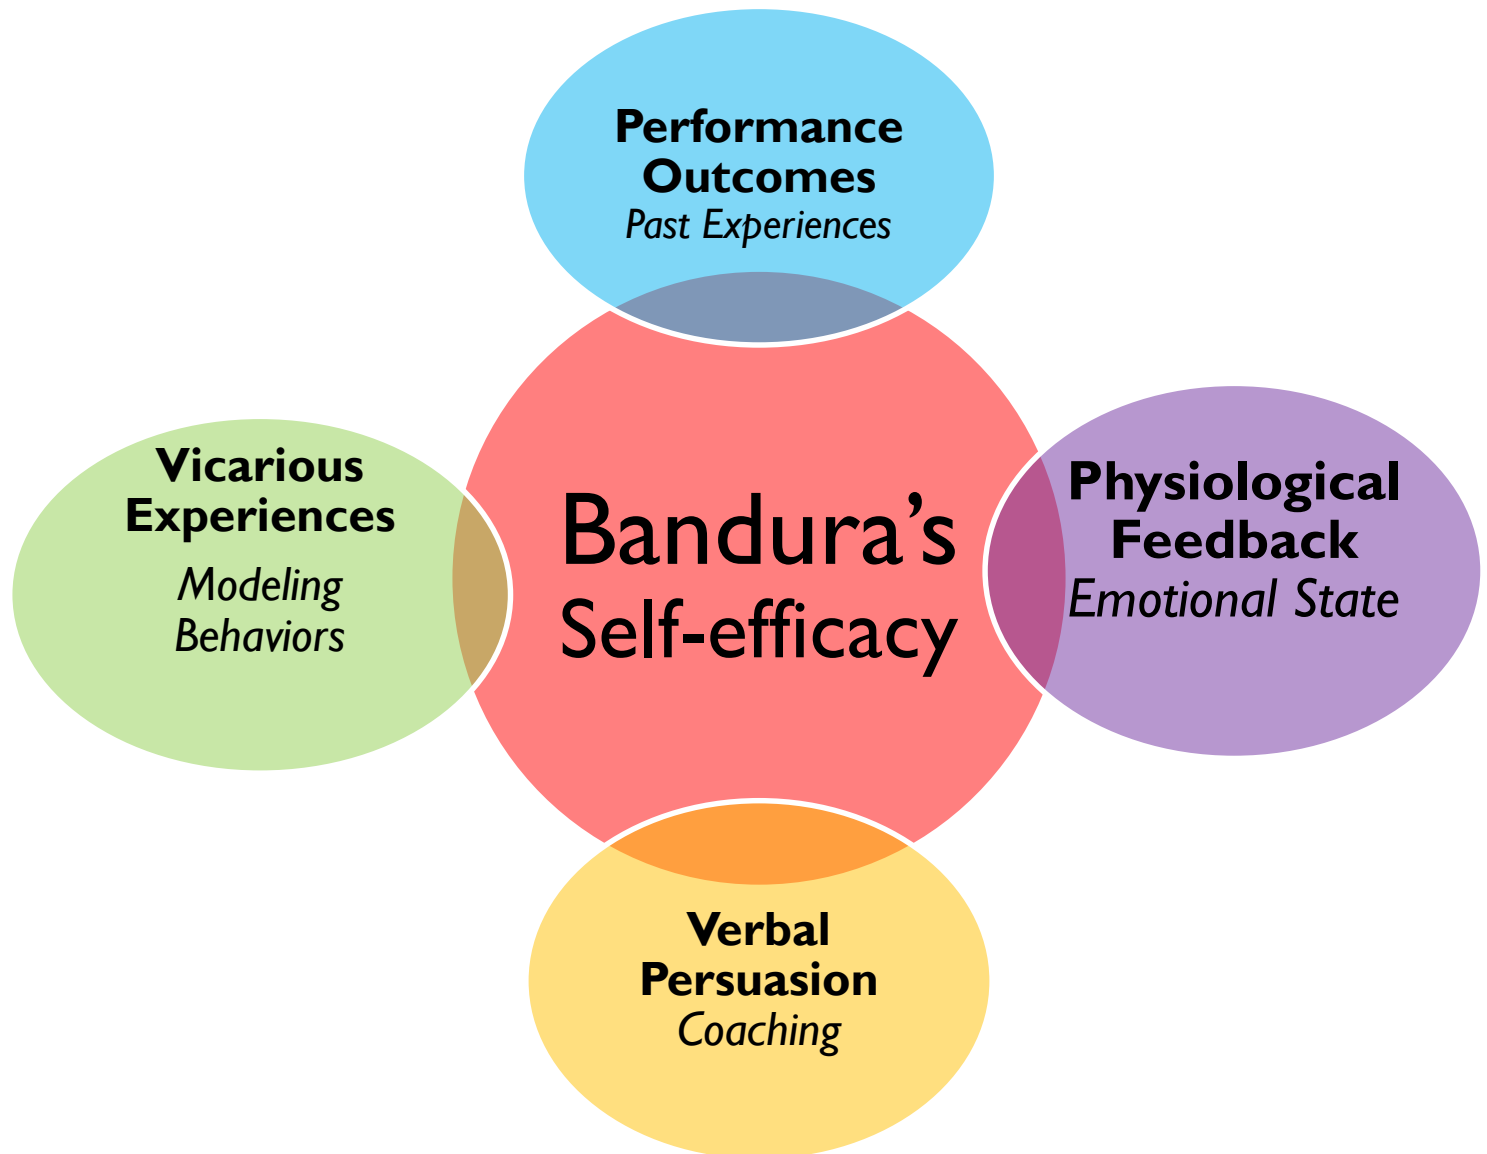 Performance
Outcomes
Past Experiences
Vicarious
Experiences
Modeling
Behaviors
Bandura’s
Self-efficacy
Physiological
Feedback
Emotional State
Verbal
Persuasion
Coaching